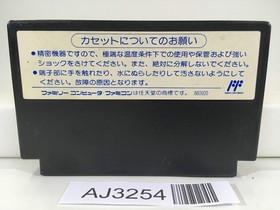 カセットについてのお願い
●精密機器ですので、極端な温度条件下での使用や保管および強い
ショックをさけてください。また、絶対に分解しないでください。
●端子部に手を触れたり、水にぬらしたりして汚さないようにして
ください。故障の原因となります。
ファミリーコンピュータ・ファミコンは任天堂の商標です。
AJ3254